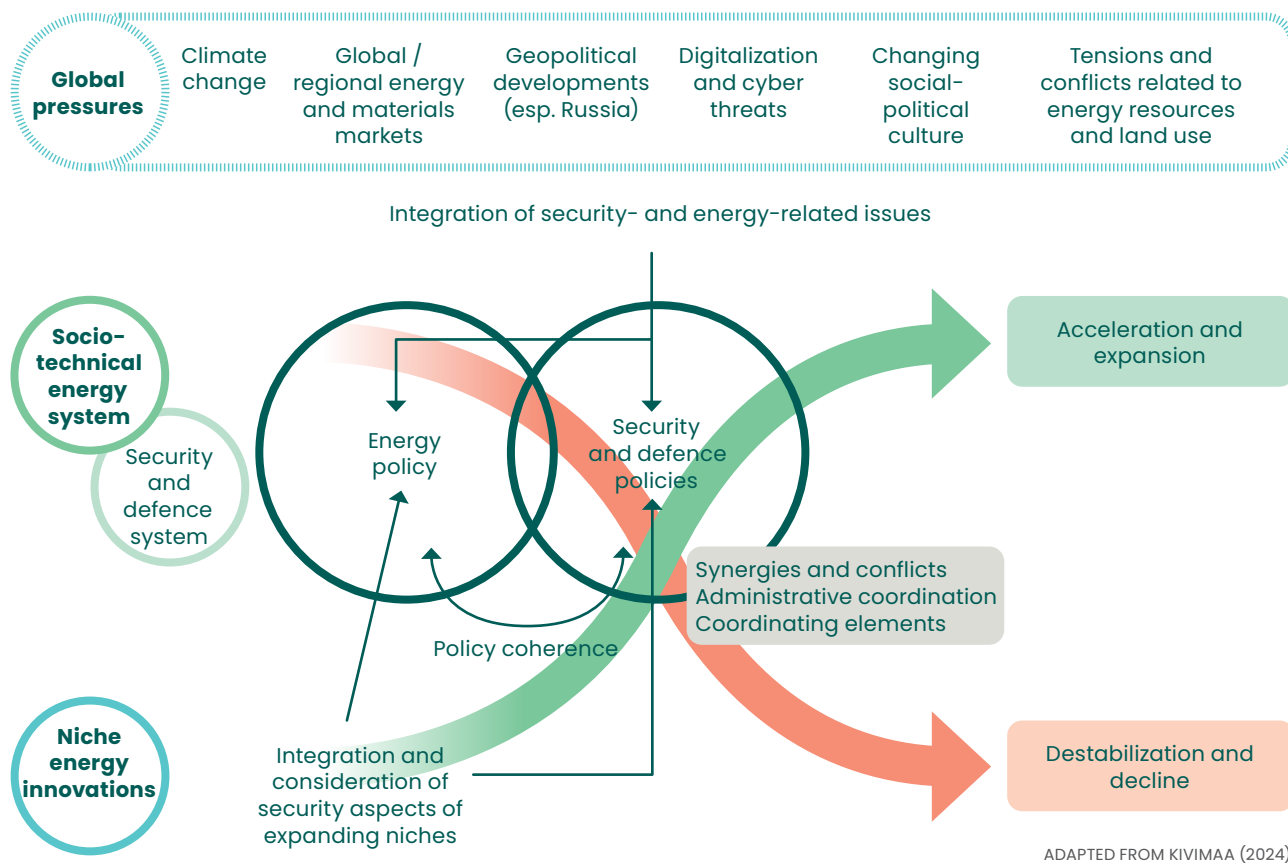 Global
pressures
Climate
change
Global /
regional energy
and materials
markets
Geopolitical
developments
(esp. Russia)
Digitalization
and cyber
threats
Changing
social-
political
culture
Tensions and
conflicts related to
energy resources
and land use
Integration of security- and energy-related issues
Socio-
technical
energy
system
Security
and
defence
system
Energy
policy
Security
and defence
policies
Acceleration and
expansion
Synergies and conflicts
Administrative coordination
Coordinating elements
Policy coherence
Niche
energy
innovations
Integration and
consideration of
security aspects of
expanding niches
Destabilization and
decline
ADAPTED FROM KIVIMAA (2024)